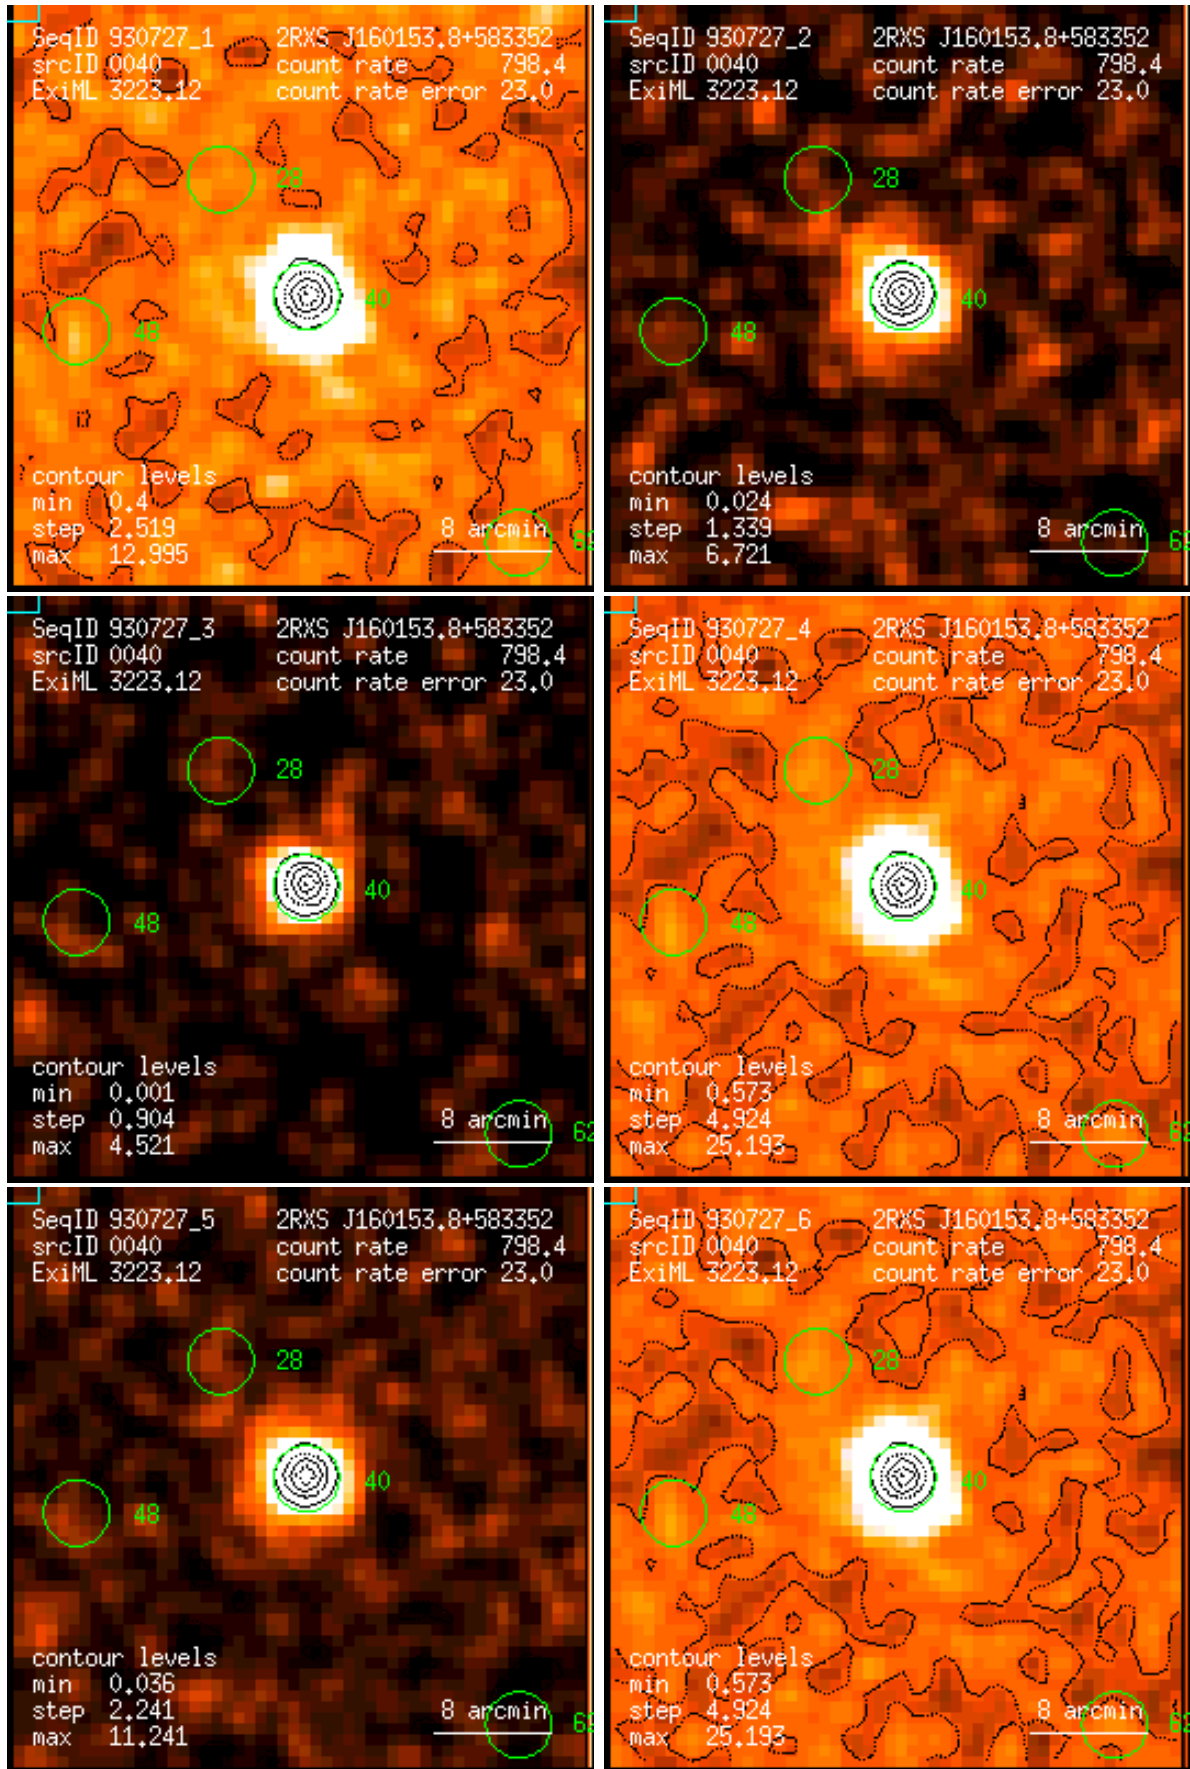 SeqID 930727_1 2RXS J160153.8+583352
srcID 0040 count rate 798.4
ExiML 3223.12 count rate error 23.0
28
40
48
contour levels
min 0.4
step 2.519 8 arcmin
max 12.995
SeqID 930727_2 2RXS J160153.8+583352
srcID 0040 count rate 798.4
ExiML 3223.12 count rate error 23.0
28
40
48
contour levels
min 0.024
step 1.339 8 arcmin
max 6.721
SeqID 930727_3 2RXS J160153.8+583352
srcID 0040 count rate 798.4
ExiML 3223.12 count rate error 23.0
28
40
48
contour levels
min 0.001
step 0.904 8 arcmin 62
max 4.521
SeqID 930727_4 2RXS J160153.8+583352
srcID 0040 count rate 798.4
ExiML 3223.12 count rate error 23.0
28
40
48
contour levels
min 0.573
step 4.924 8 arcmin
max 25.193
SeqID 930727_5 2RXS J160153.8+583352
srcID 0040 count rate 798.4
ExiML 3223.12 count rate error 23.0
28
40
48
contour levels
min 0.036
step 2.241 8 arcmin 62
max 11.241
SeqID 930727_6 2RXS J160153.8+583352
srcID 0040 count rate 798.4
ExiML 3223.12 count rate error 23.0
28
40
48
contour levels
min 0.573
step 4.924 8 arcmin
max 25.193